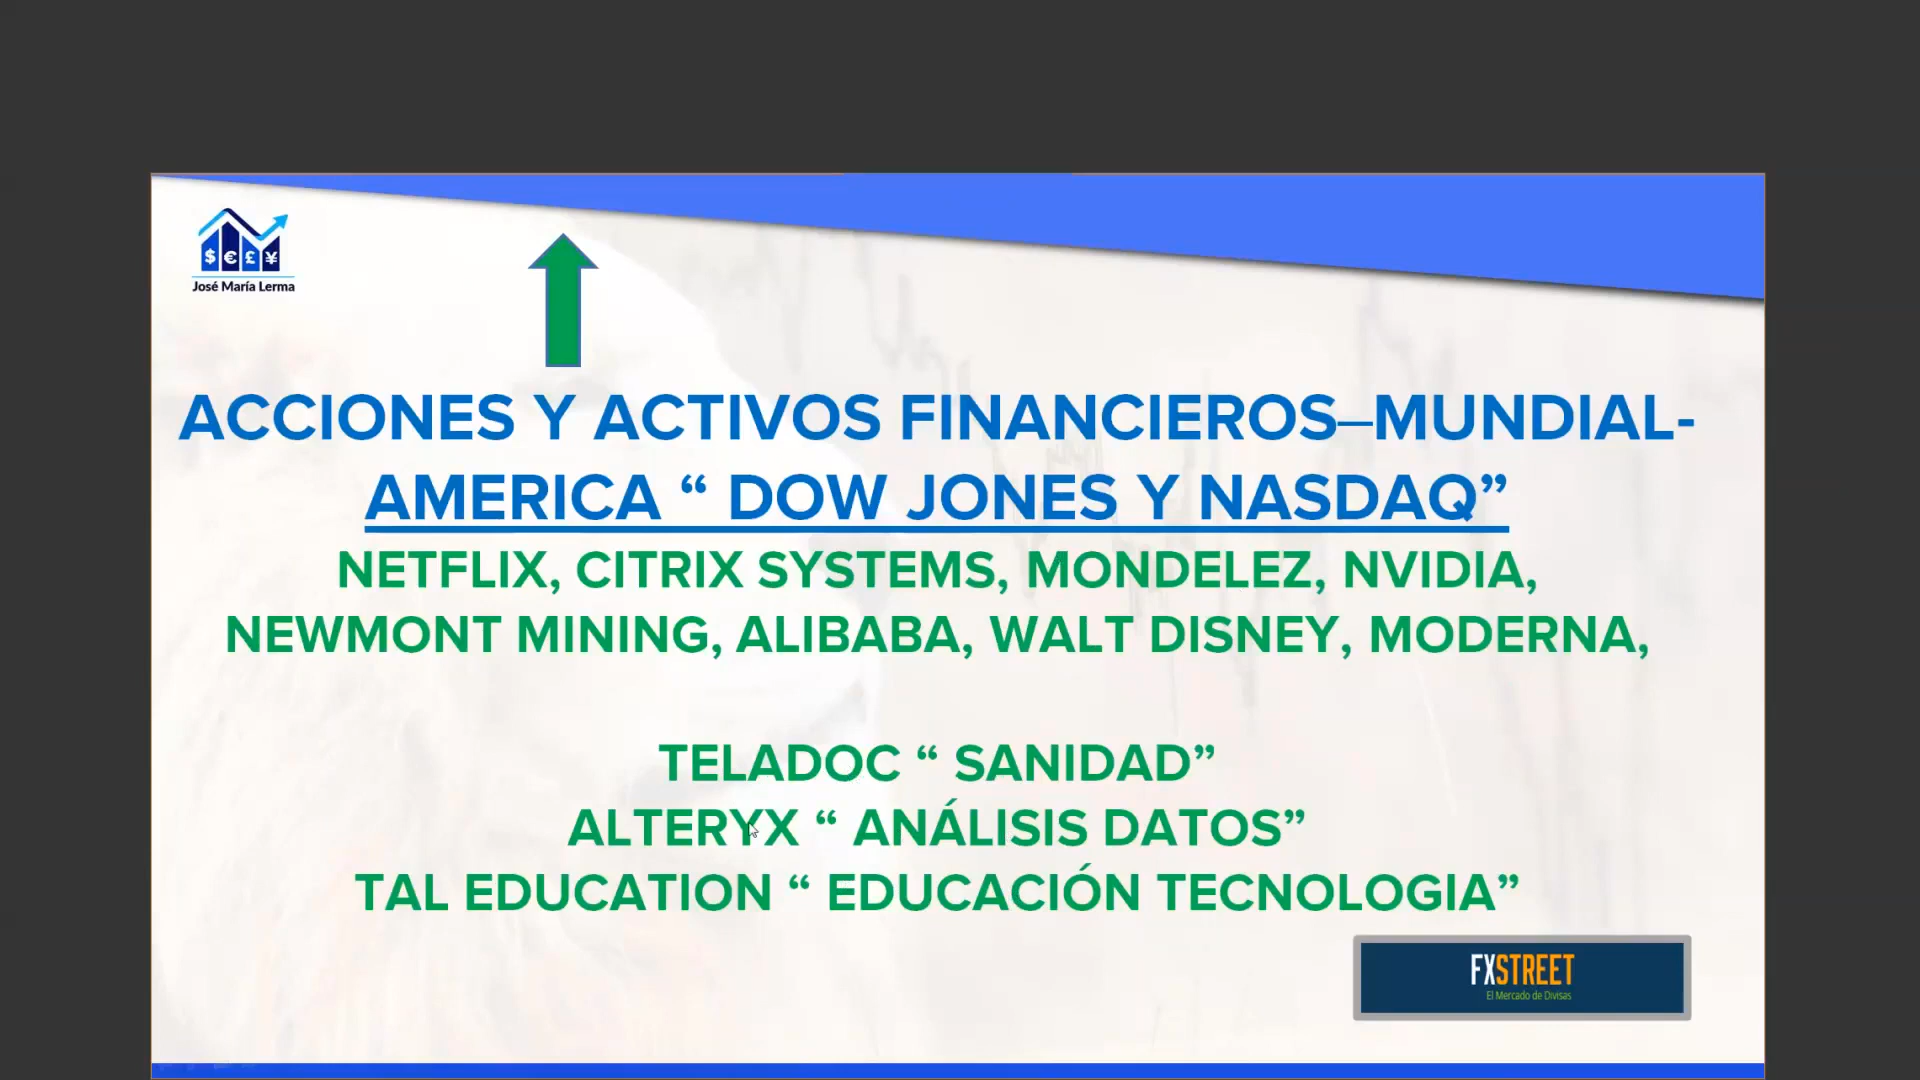 $ € £ ¥
José María Lerma
ACCIONES Y ACTIVOS FINANCIEROS–MUNDIAL-
AMERICA “ DOW JONES Y NASDAQ”
NETFLIX, CITRIX SYSTEMS, MONDELEZ, NVIDIA,
NEWMONT MINING, ALIBABA, WALT DISNEY, MODERNA,
TELADOC “ SANIDAD”
ALTERYX “ ANÁLISIS DATOS”
TAL EDUCATION “ EDUCACIÓN TECNOLOGIA”
FXSTREET
El Mercado de Divisas